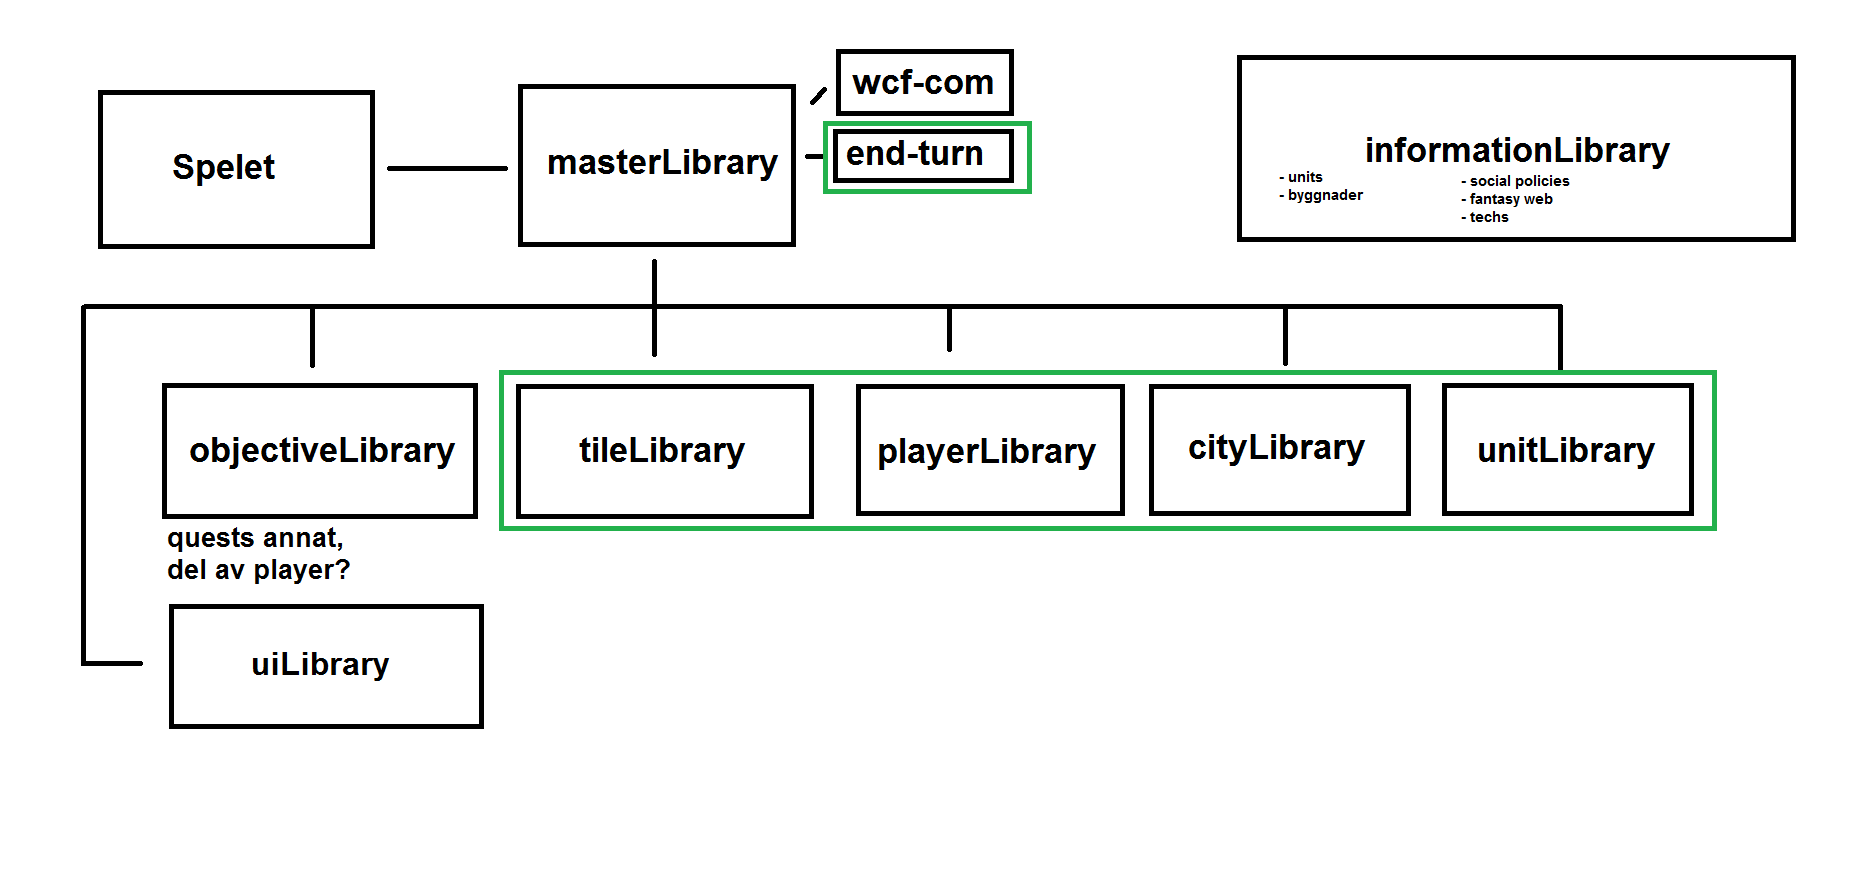 wcf-com
Spelet
masterLibrary
end-turn
informationLibrary
- units
- byggnader
- social policies
- fantasy web
- techs
objectiveLibrary
tileLibrary
playerLibrary
cityLibrary
unitLibrary
quests annat,
del av player?
uiLibrary